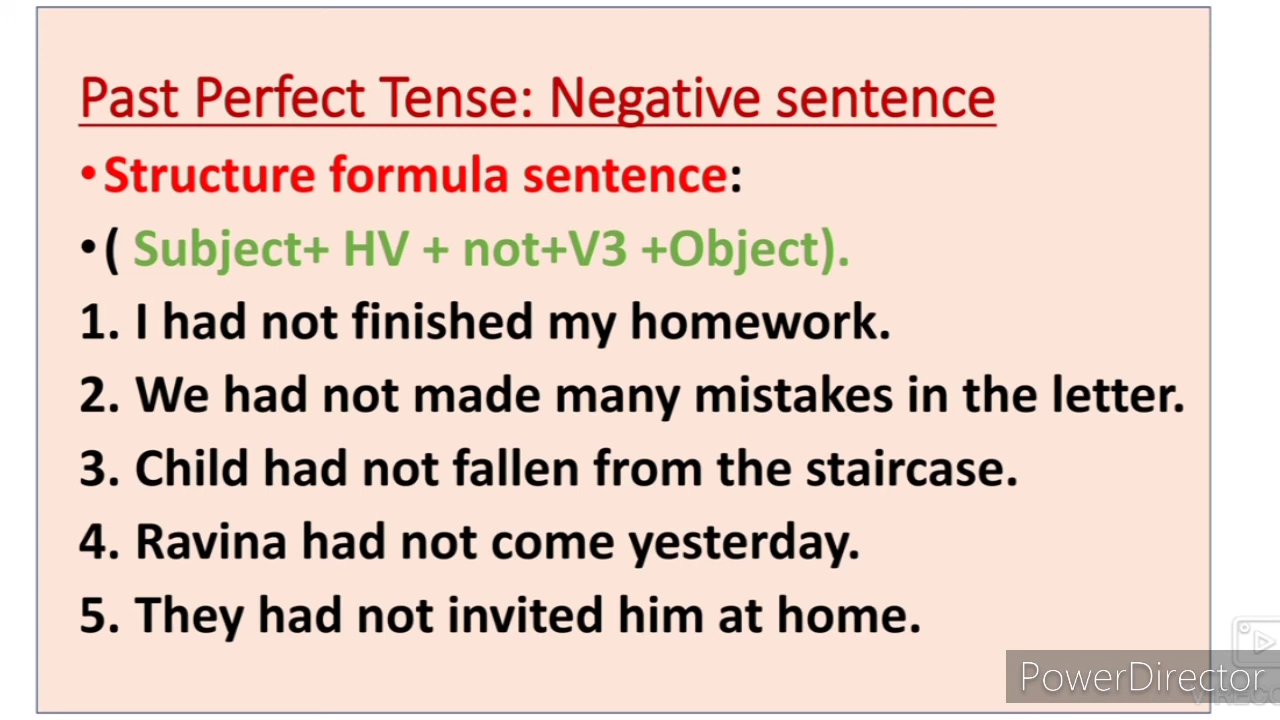 Past Perfect Tense: Negative sentence
•Structure formula sentence:
•( Subject+ HV + not+V3 +Object).
1. I had not finished my homework.
2. We had not made many mistakes in the letter.
3. Child had not fallen from the staircase.
4. Ravina had not come yesterday.
5. They had not invited him at home.
PowerDirector